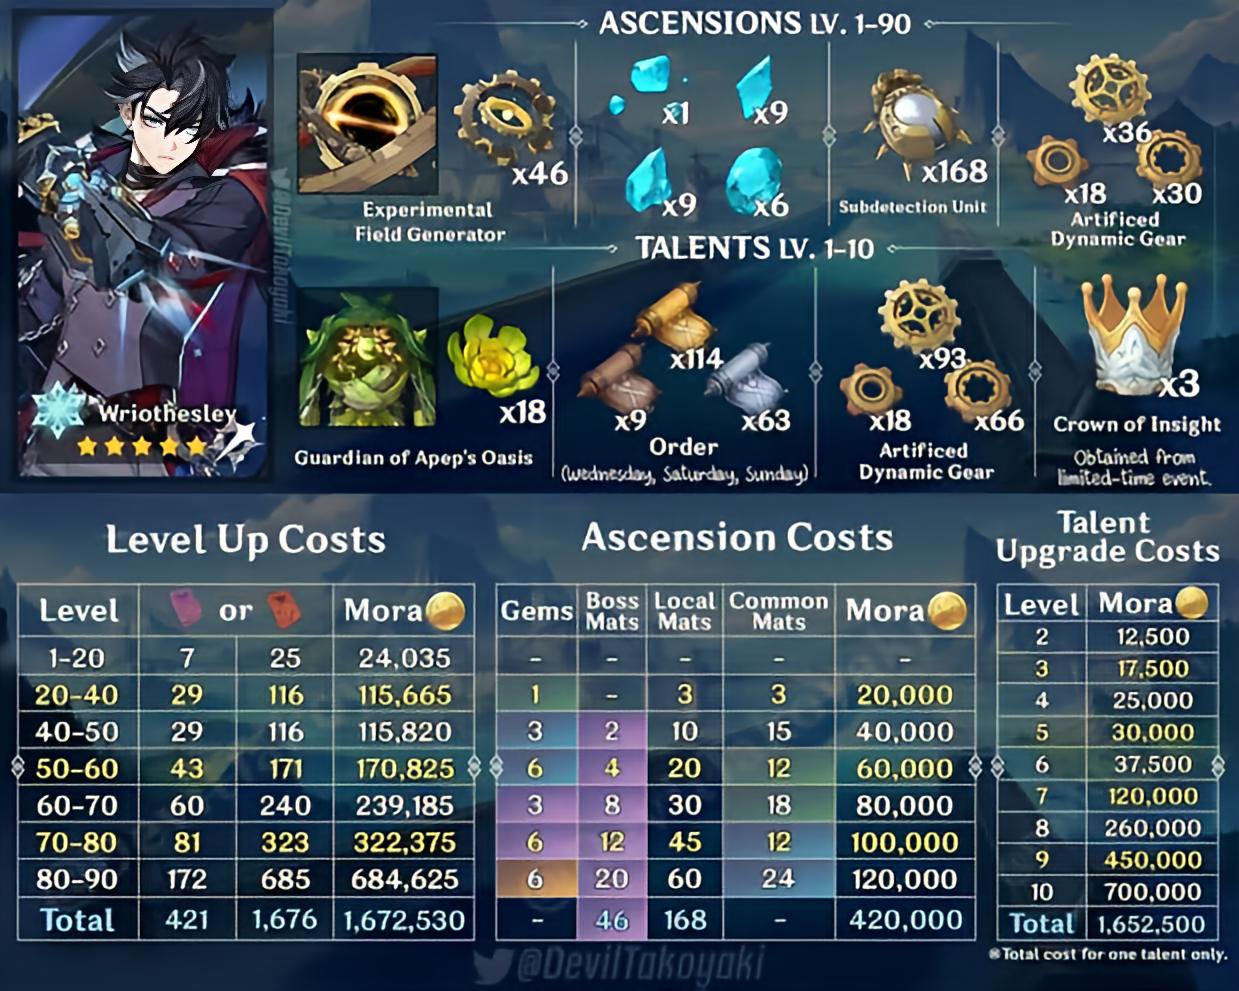 ASCENSIONS LV. 1-90
x46
Experimental
Field Generator
x1
x9
x9
x6
x168
Subdetection Unit
x36
x18
x30
Artificed
Dynamic Gear
@DevilTakoyaki
Wriothesley
TALENTS LV. 1-10
x18
Guardian of Apep's Oasis
x114
x9
x63
Order
(Wednesday, Saturday, Sunday)
x93
x18
x66
Artificed
Dynamic Gear
x3
Crown of Insight
Obtained from
limited-time event.
Level Up Costs
Level or Mora
1-20 7 25 24,035
20-40 29 116 115,665
40-50 29 116 115,820
50-60 43 171 170,825
60-70 60 240 239,185
70-80 81 323 322,375
80-90 172 685 684,625
Total 421 1,676 1,672,530
Ascension Costs
Gems Boss Mats Local Mats Common Mats Mora
- - - - -
1 - 3 3 20,000
3 2 10 15 40,000
6 4 20 12 60,000
3 8 30 18 80,000
6 12 45 12 100,000
6 20 60 24 120,000
- 46 168 - 420,000
Talent
Upgrade Costs
Level Mora
2 12,500
3 17,500
4 25,000
5 30,000
6 37,500
7 120,000
8 260,000
9 450,000
10 700,000
Total 1,652,500
※Total cost for one talent only.
@DevilTakoyaki